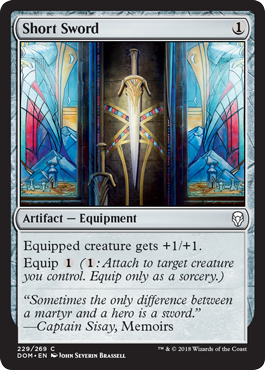 Short Sword 1
Artifact — Equipment
Equipped creature gets +1/+1.
Equip 1 (1: Attach to target creature
you control. Equip only as a sorcery.)
“Sometimes the only difference between
a martyr and a hero is a sword.”
—Captain Sisay, Memoirs
229/269 C
DOM • EN JOHN SEVERIN BRASSELL
™ & © 2018 Wizards of the Coast